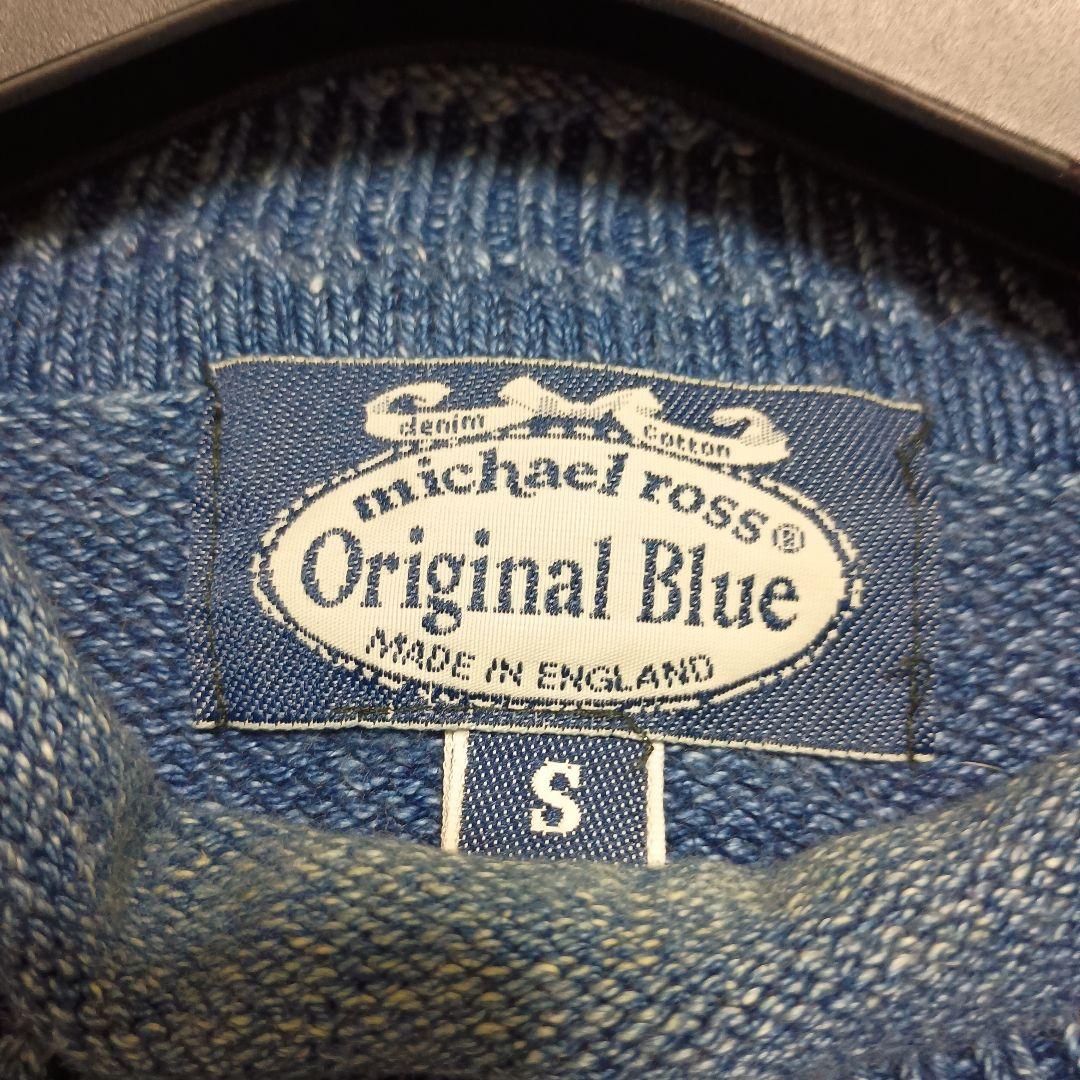 denim cotton
michael ross®
Original Blue
MADE IN ENGLAND
S